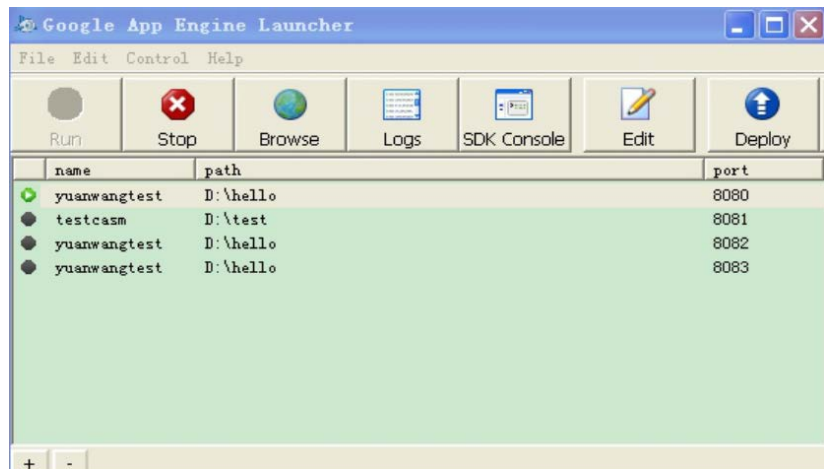 Google App Engine Launcher
File Edit Control Help
Run Stop Browse Logs SDK Console Edit Deploy
name path port
yuanwangtest D:\hello 8080
testcasm D:\test 8081
yuanwangtest D:\hello 8082
yuanwangtest D:\hello 8083
+ -